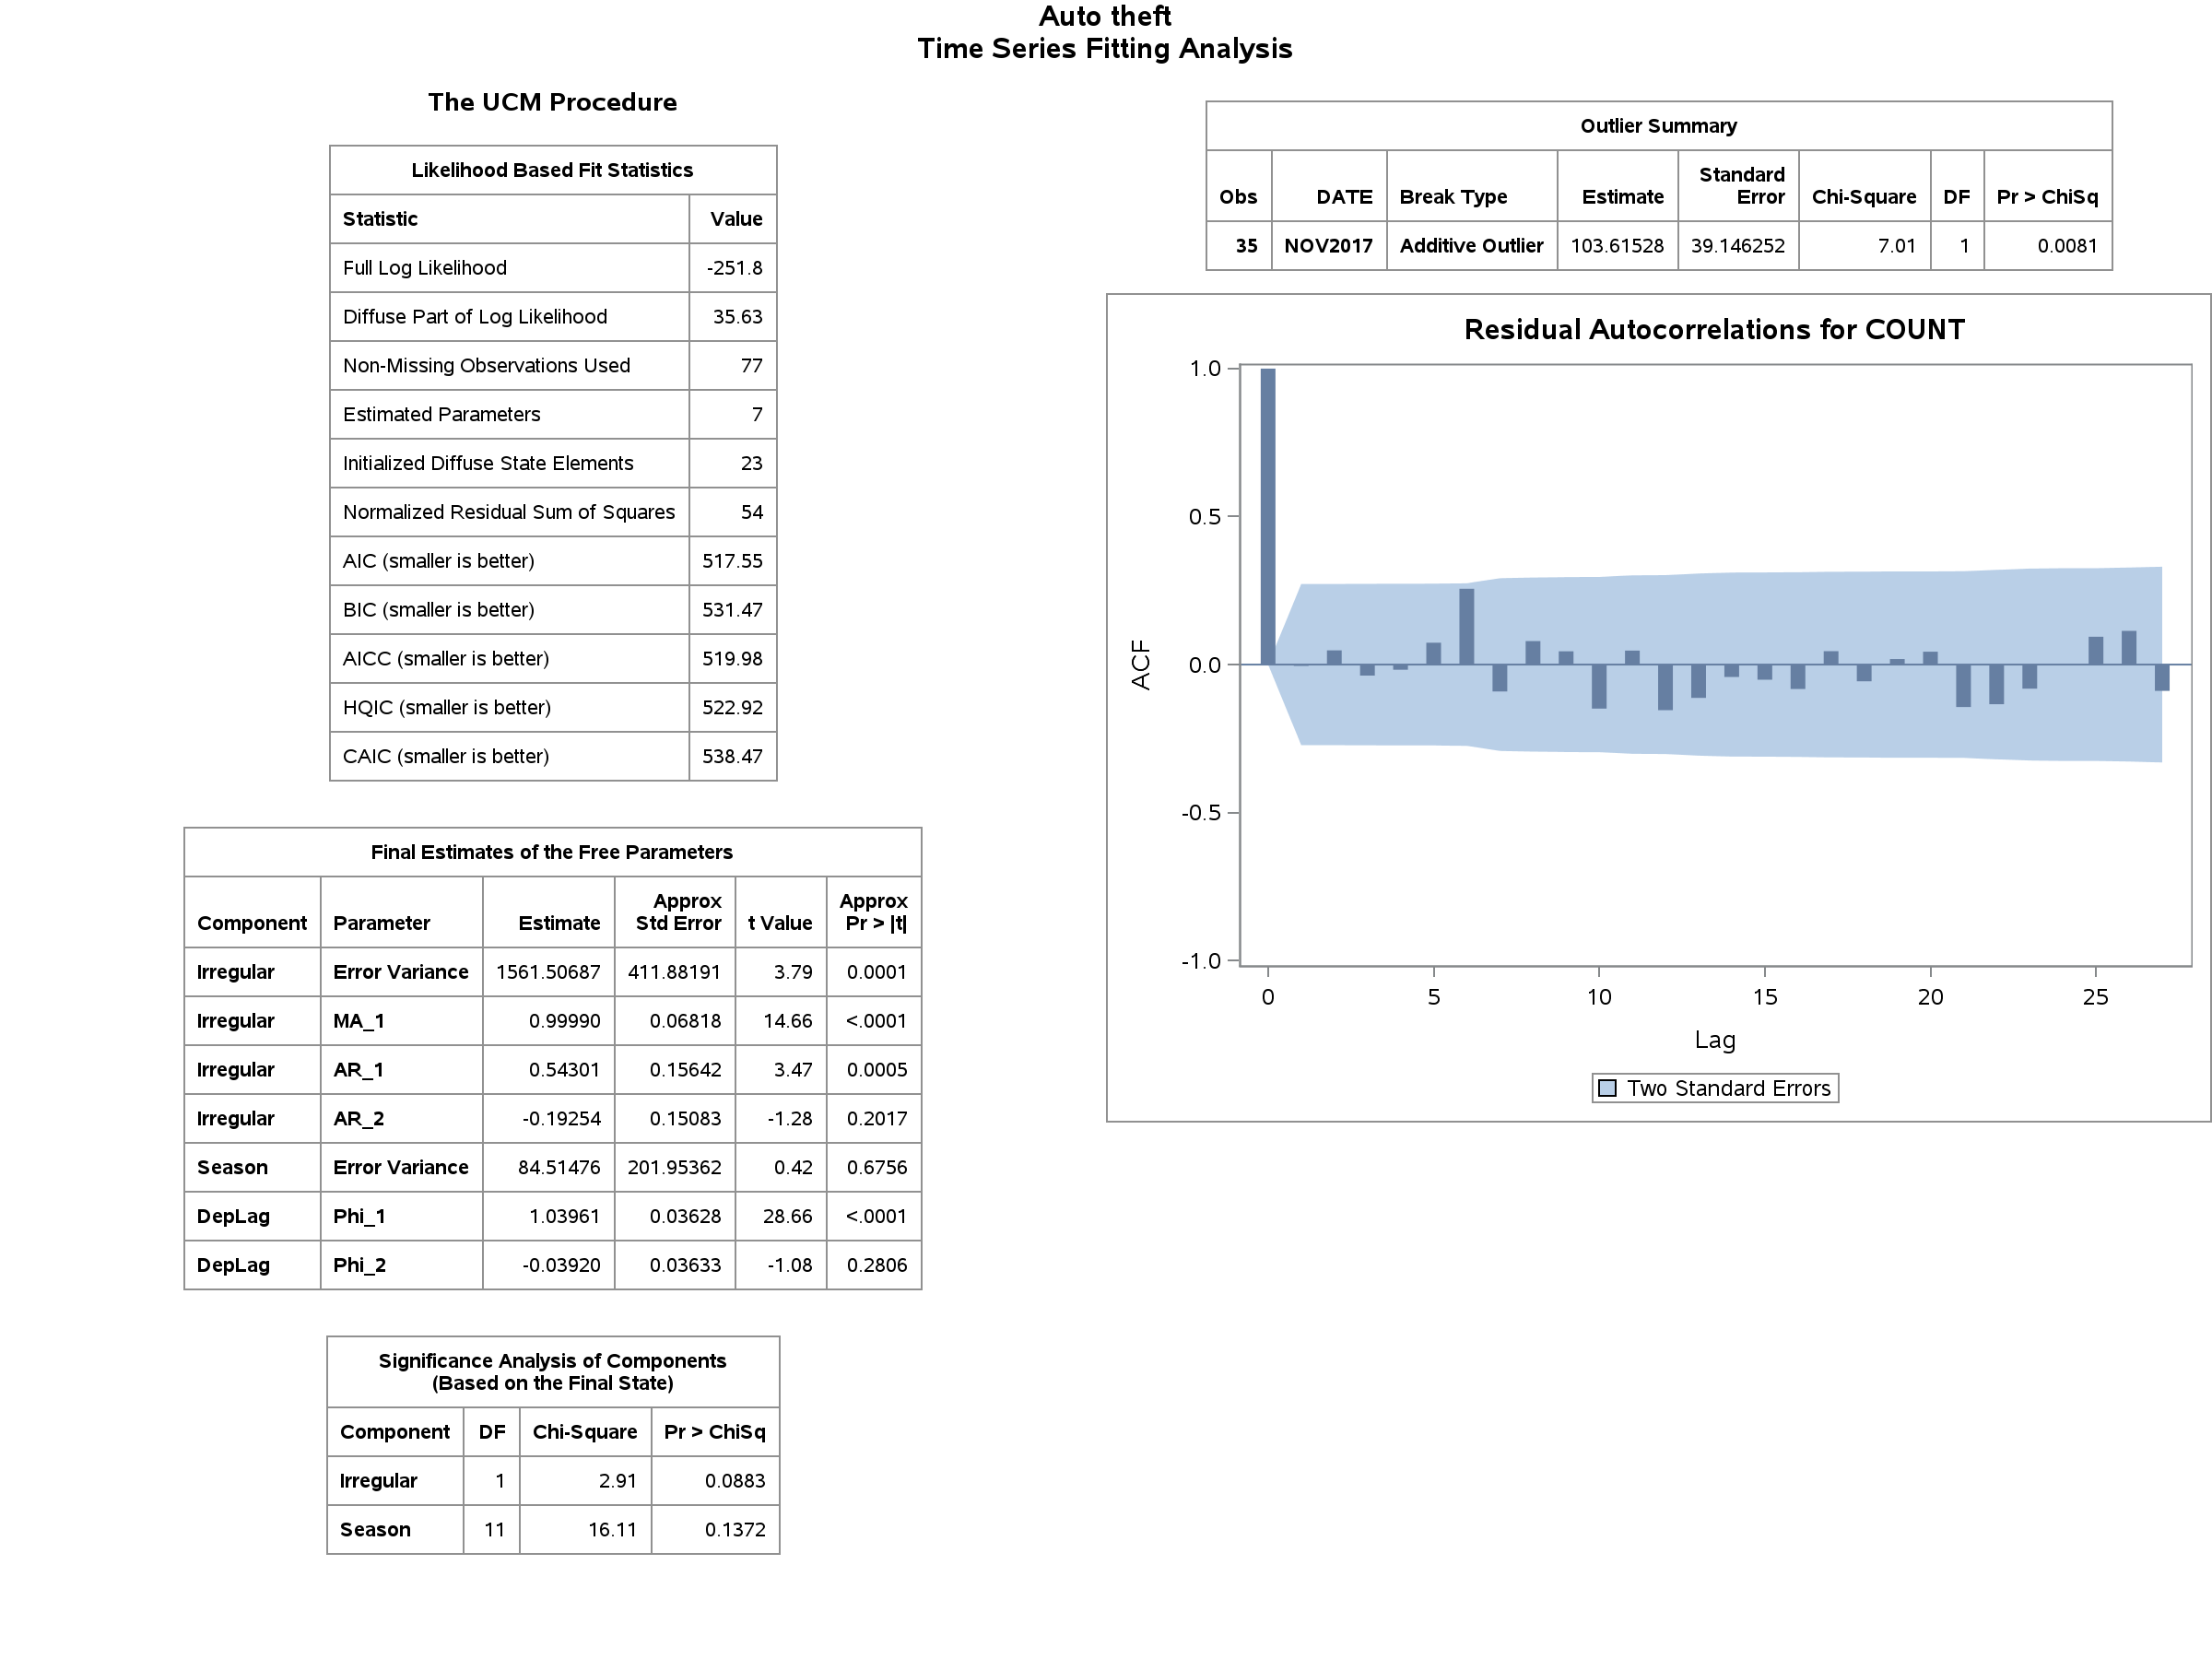 Auto theft
Time Series Fitting Analysis
The UCM Procedure
Likelihood Based Fit Statistics
Statistic Value
Full Log Likelihood -251.8
Diffuse Part of Log Likelihood 35.63
Non-Missing Observations Used 77
Estimated Parameters 7
Initialized Diffuse State Elements 23
Normalized Residual Sum of Squares 54
AIC (smaller is better) 517.55
BIC (smaller is better) 531.47
AICC (smaller is better) 519.98
HQIC (smaller is better) 522.92
CAIC (smaller is better) 538.47
Final Estimates of the Free Parameters
Component Parameter Estimate Approx Std Error t Value Approx Pr > |t|
Irregular Error Variance 1561.50687 411.88191 3.79 0.0001
Irregular MA_1 0.99990 0.06818 14.66 <.0001
Irregular AR_1 0.54301 0.15642 3.47 0.0005
Irregular AR_2 -0.19254 0.15083 -1.28 0.2017
Season Error Variance 84.51476 201.95362 0.42 0.6756
DepLag Phi_1 1.03961 0.03628 28.66 <.0001
DepLag Phi_2 -0.03920 0.03633 -1.08 0.2806
Significance Analysis of Components
(Based on the Final State)
Component DF Chi-Square Pr > ChiSq
Irregular 1 2.91 0.0883
Season 11 16.11 0.1372
Outlier Summary
Obs DATE Break Type Estimate Standard Error Chi-Square DF Pr > ChiSq
35 NOV2017 Additive Outlier 103.61528 39.146252 7.01 1 0.0081
Residual Autocorrelations for COUNT
1.0
0.5
0.0
-0.5
-1.0
ACF
0 5 10 15 20 25
Lag
Two Standard Errors